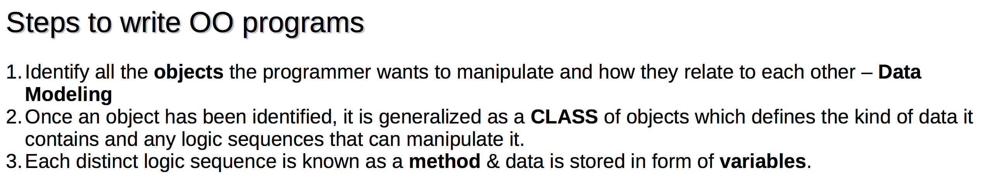 Steps to write OO programs
1. Identify all the objects the programmer wants to manipulate and how they relate to each other – Data
Modeling
2. Once an object has been identified, it is generalized as a CLASS of objects which defines the kind of data it
contains and any logic sequences that can manipulate it.
3. Each distinct logic sequence is known as a method & data is stored in form of variables.